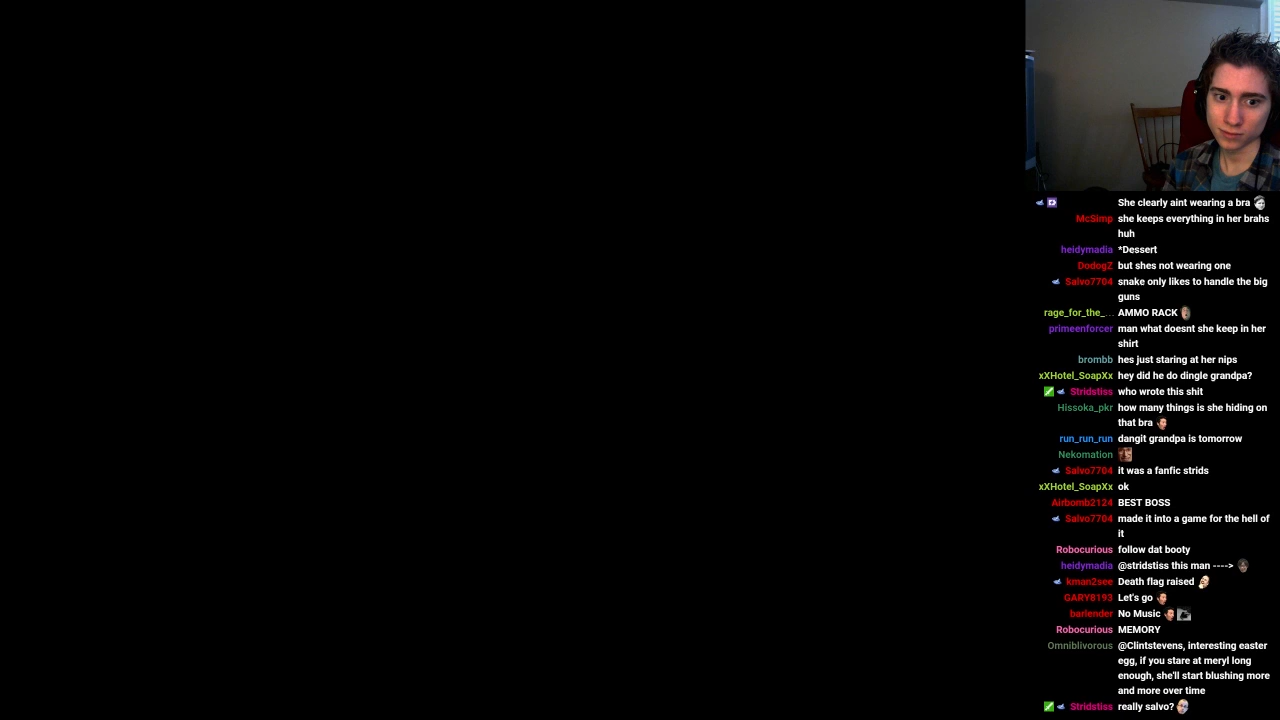 She clearly aint wearing a bra
McSimp she keeps everything in her brahs
huh
heidymadia *Dessert
DodogZ but shes not wearing one
Salvo7704 snake only likes to handle the big
guns
rage_for_the_... AMMO RACK
primeenforcer man what doesnt she keep in her
shirt
brombb hes just staring at her nips
xXHotel_SoapXx hey did he do dingle grandpa?
Stridstiss who wrote this shit
Hissoka_pkr how many things is she hiding on
that bra
run_run_run dangit grandpa is tomorrow
Nekomation
Salvo7704 it was a fanfic strids
xXHotel_SoapXx ok
Airbomb2124 BEST BOSS
Salvo7704 made it into a game for the hell of
it
Robocurious follow dat booty
heidymadia @stridstiss this man ---->
kman2see Death flag raised
GARY8193 Let's go
bartender No Music
Robocurious MEMORY
Omniblivorous @Clintstevens, interesting easter
egg, if you stare at meryl long
enough, she'll start blushing more
and more over time
Stridstiss really salvo?